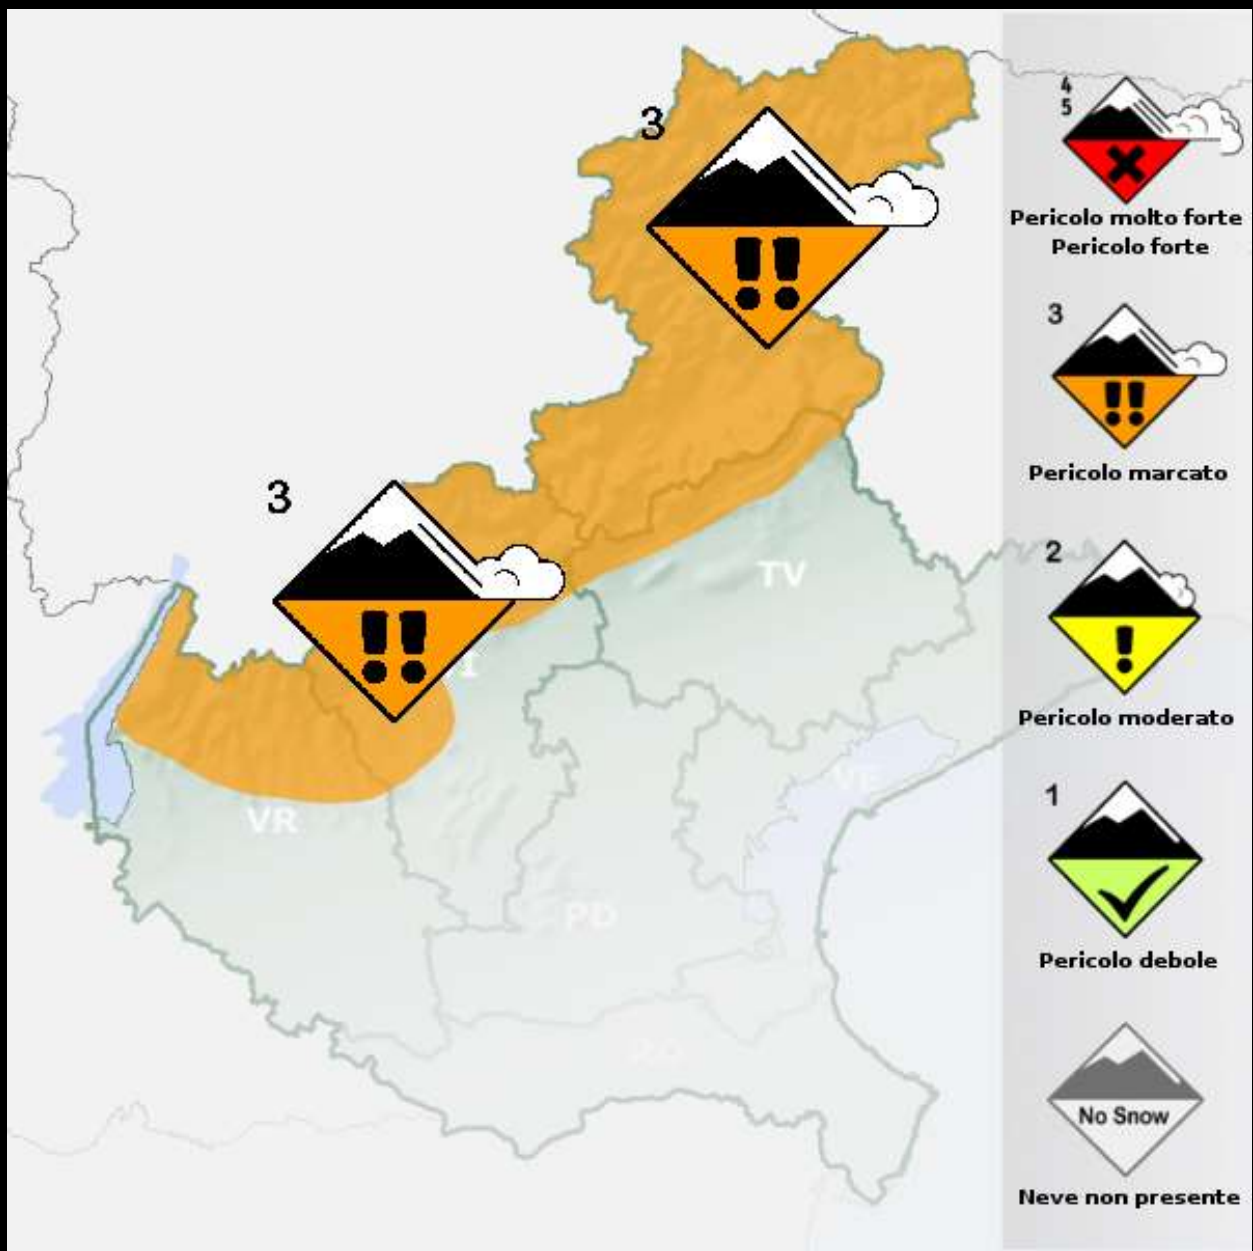 3
3
TV
VR
VE
PD
4
5
Pericolo molto forte
Pericolo forte
3
Pericolo marcato
2
Pericolo moderato
1
Pericolo debole
No Snow
Neve non presente